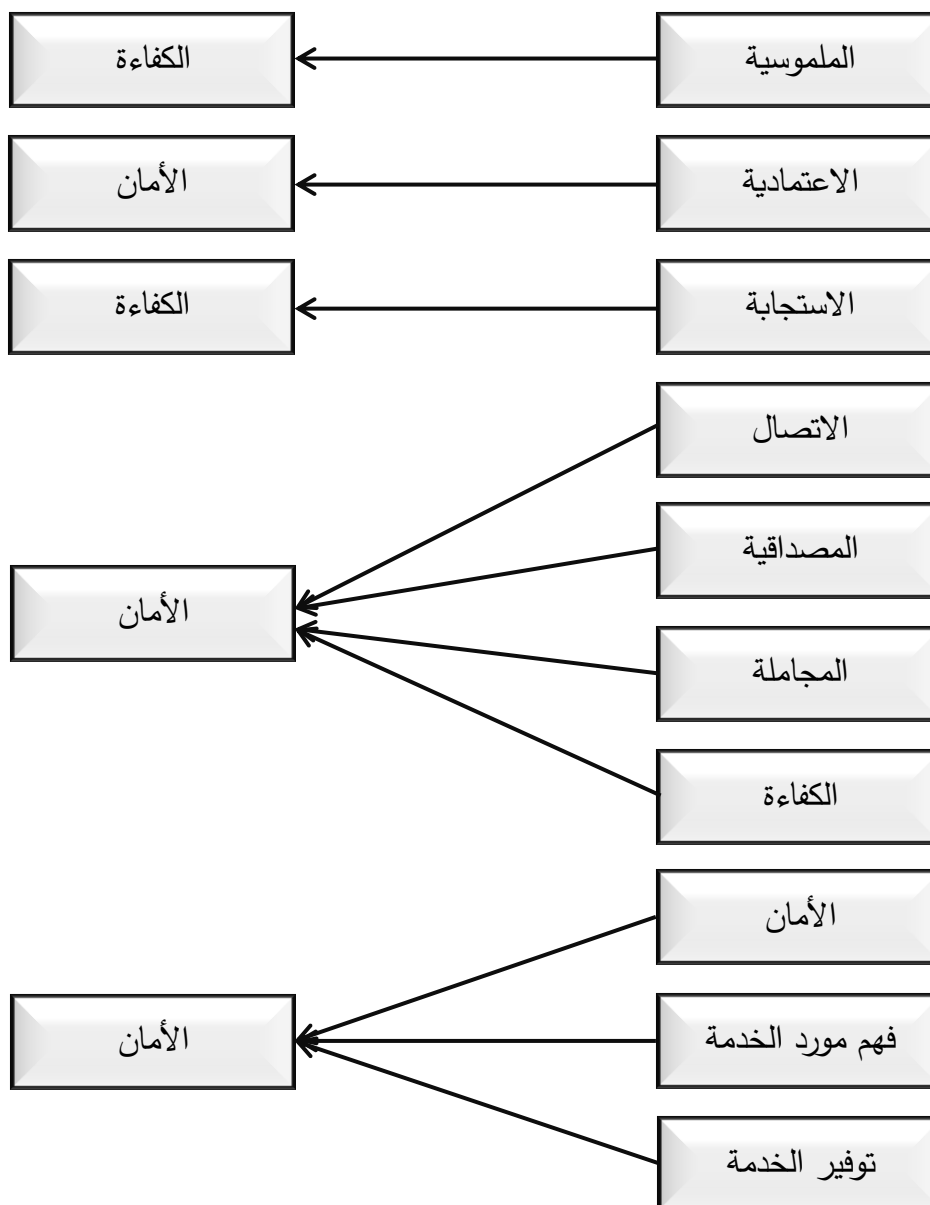 الملموسية
الكفاءة
الاعتمادية
الأمان
الاستجابة
الكفاءة
الاتصال
المصداقية
المجاملة
الكفاءة
الأمان
الأمان
فهم مورد الخدمة
توفير الخدمة
الأمان